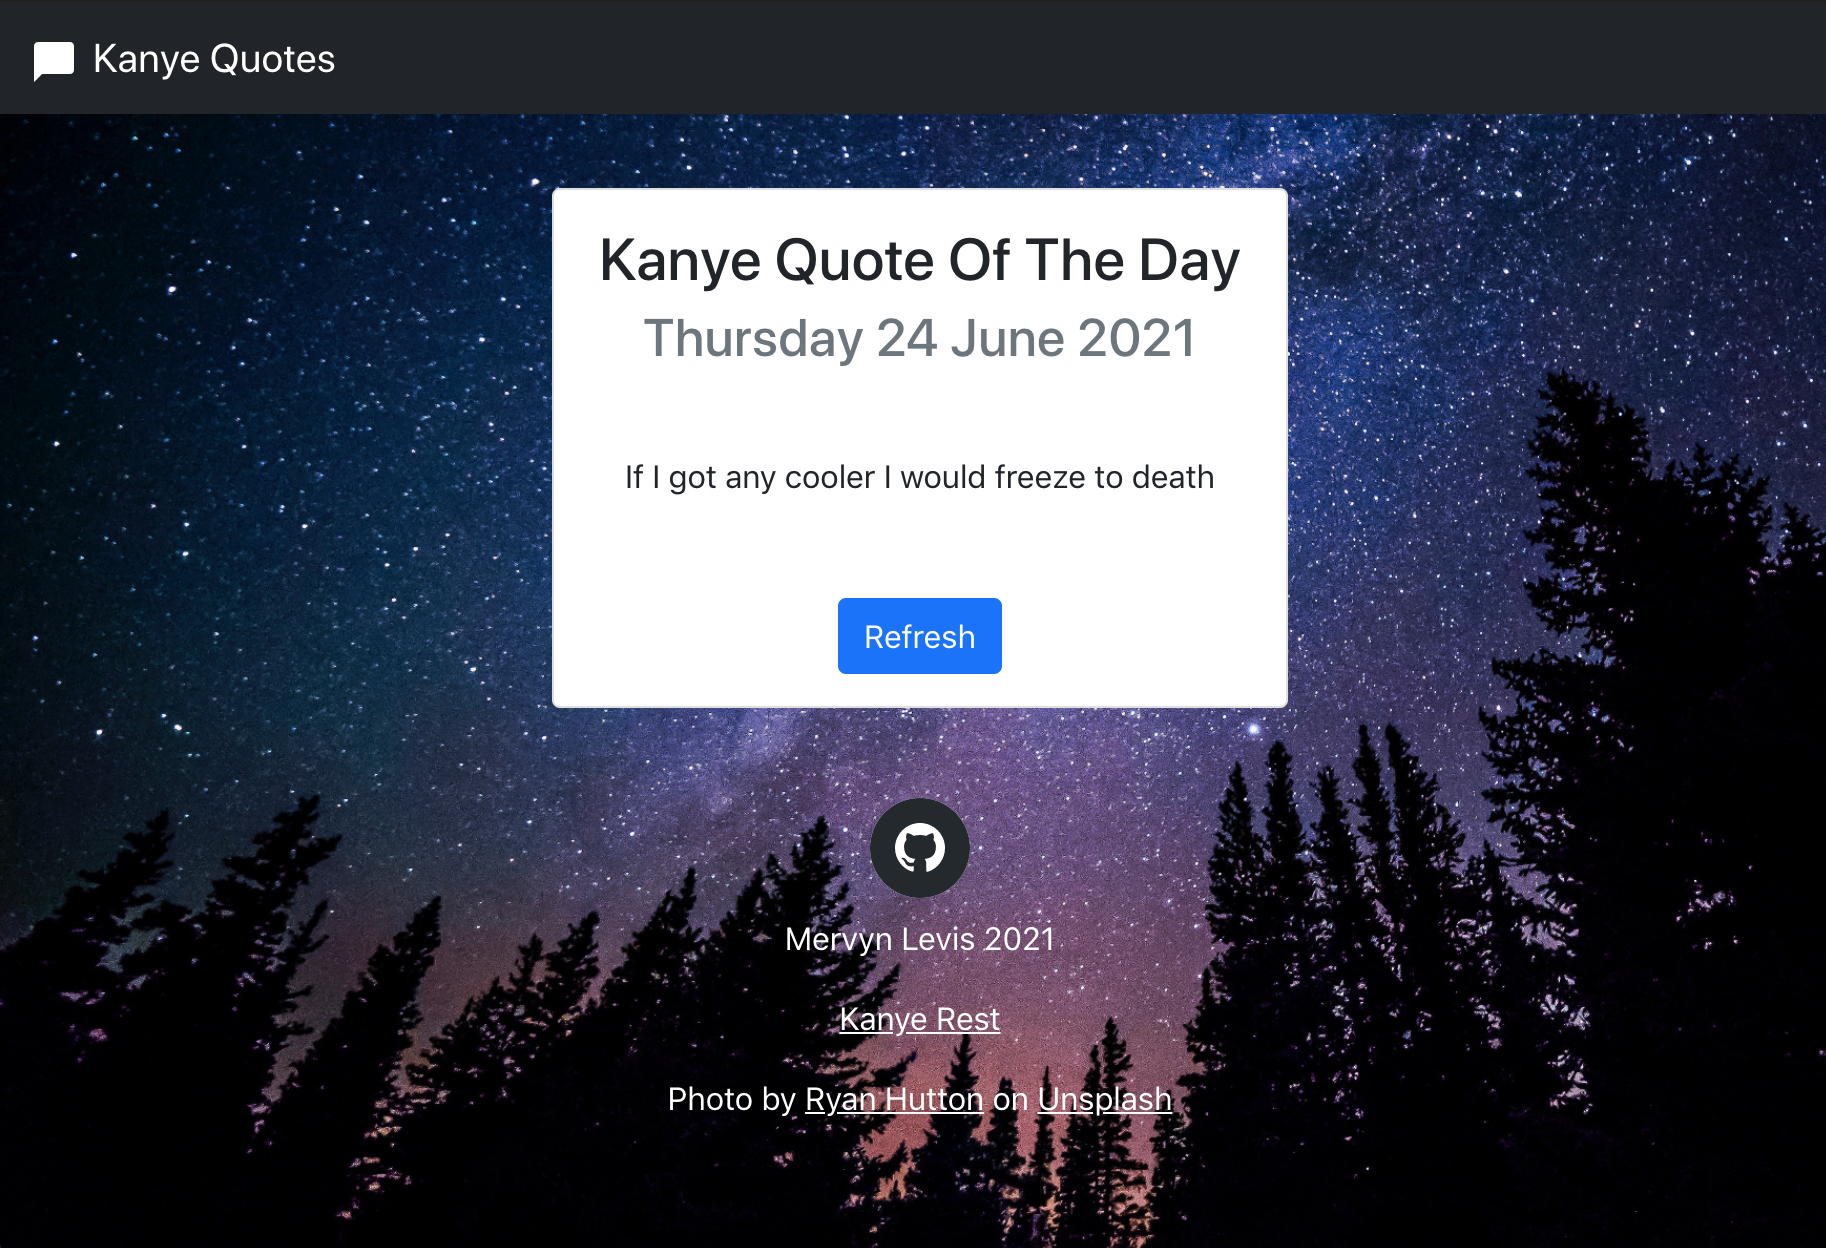 Kanye Quotes
Kanye Quote Of The Day
Thursday 24 June 2021
If I got any cooler I would freeze to death
Refresh
Mervyn Levis 2021
Kanye Rest
Photo by Ryan Hutton on Unsplash